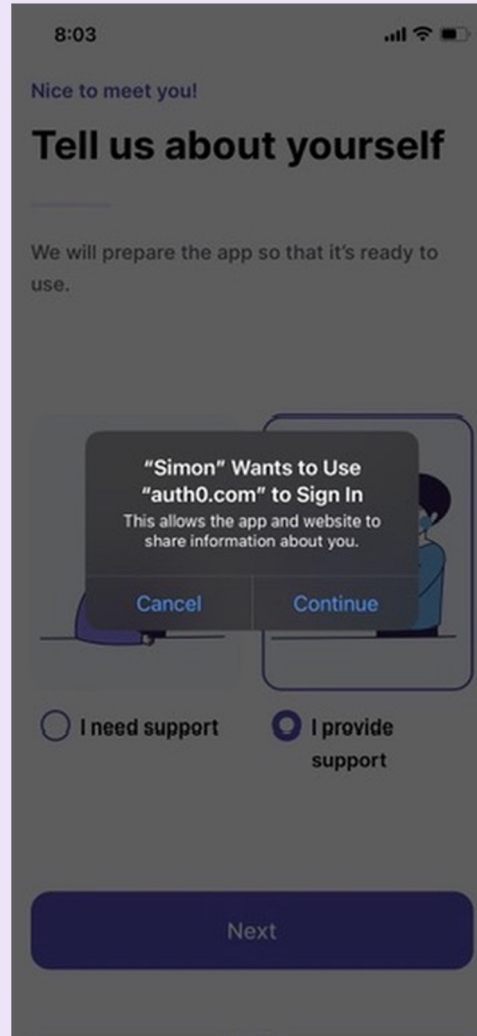 8:03
Nice to meet you!
Tell us about yourself
We will prepare the app so that it's ready to
use.
"Simon" Wants to Use
"auth0.com" to Sign In
This allows the app and website to
share information about you.
Cancel Continue
I need support I provide
support
Next